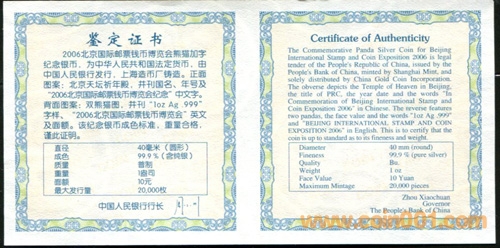 鉴定证书
2006北京国际邮票钱币博览会熊猫加字
纪念银币，为中华人民共和国法定货币，由
中国人民银行发行，上海造币厂铸造。正面
图案：北京天坛祈年殿，并刊国名、年号及
"2006北京国际邮票钱币博览会纪念"中文字。
背面图案：双熊猫图，并刊"1oz Ag .999"
字样、"2006北京国际邮票钱币博览会"英文
及面额。该纪念银币成色标准，重量合格，
谨此证明。
直径 40毫米（圆形）
成色 99.9%（含纯银）
质量 普制
重量 1盎司
面额 10元
最大发行量 20,000枚
中国人民银行行长
Certificate of Authenticity
The Commemorative Panda Silver Coin for Beijing
International Stamp and Coin Exposition 2006 is legal
tender of the People's Republic of China, issued by the
People's Bank of China, minted by Shanghai Mint, and
solely distributed by China Gold Coin Incorporation.
The obverse depicts the Temple of Heaven in Beijing,
the title of PRC, the year date and the words "In
Commemoration of Beijing International Stamp and
Coin Exposition 2006" in Chinese. The reverse features
two pandas, the face value and the words "1oz Ag .999"
and "BEIJING INTERNATIONAL STAMP AND COIN
EXPOSITION 2006" in English. This is to certify that the
coin is up to standard as to its fineness and weight.
Diameter 40 mm (round)
Fineness 99.9 % (pure silver)
Quality Bu.
Weight 1 oz
Face Value 10 Yuan
Maximum Mintage 20,000 pieces
Zhou Xiaochuan
Governor
The People's Bank of China